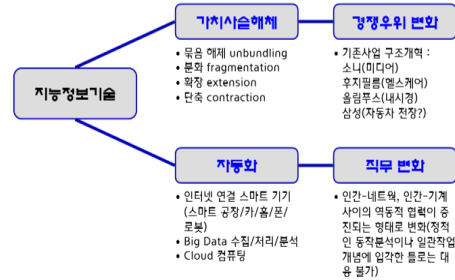 지능정보기술
가치사슬해체
• 묶음 해체 unbundling
• 분화 fragmentation
• 확장 extension
• 단축 contraction
경쟁우위 변화
• 기존사업 구조개혁 :
소니(미디어)
후지필름(헬스케어)
올림푸스(내시경)
삼성(자동차 전장?)
자동화
• 인터넷 연결 스마트 기기
(스마트 공장/카/홈/폰/
로봇)
• Big Data 수집/처리/분석
• Cloud 컴퓨팅
직무 변화
• 인간-네트웍, 인간-기계
사이의 역동적 협력이 증
진되는 형태로 변화(정적
인 동작분석이나 일관작업
개념에 입각한 틀로는 대
응 불가)